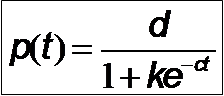 p(t) = d / (1 + ke^{-ct})